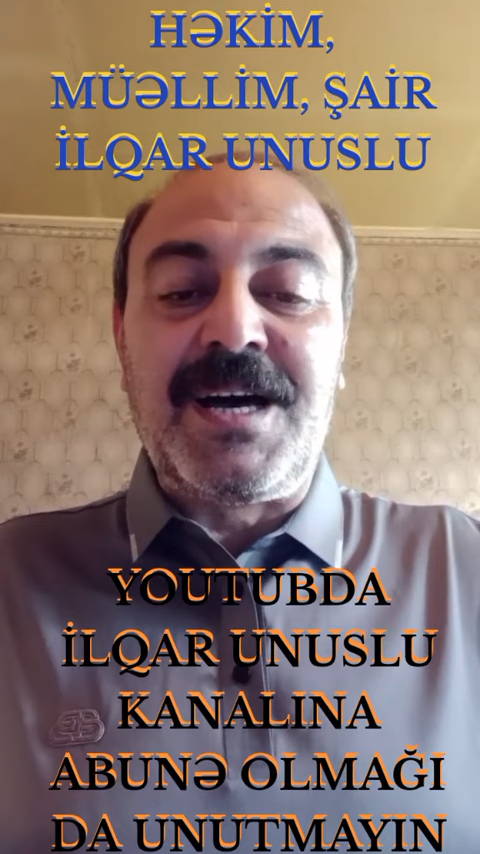 HƏKİM,
MÜƏLLİM, ŞAİR
İLQAR UNUSLU
YOUTUBDA
İLQAR UNUSLU
KANALINA
ABUNƏ OLMAĞI
DA UNUTMAYIN